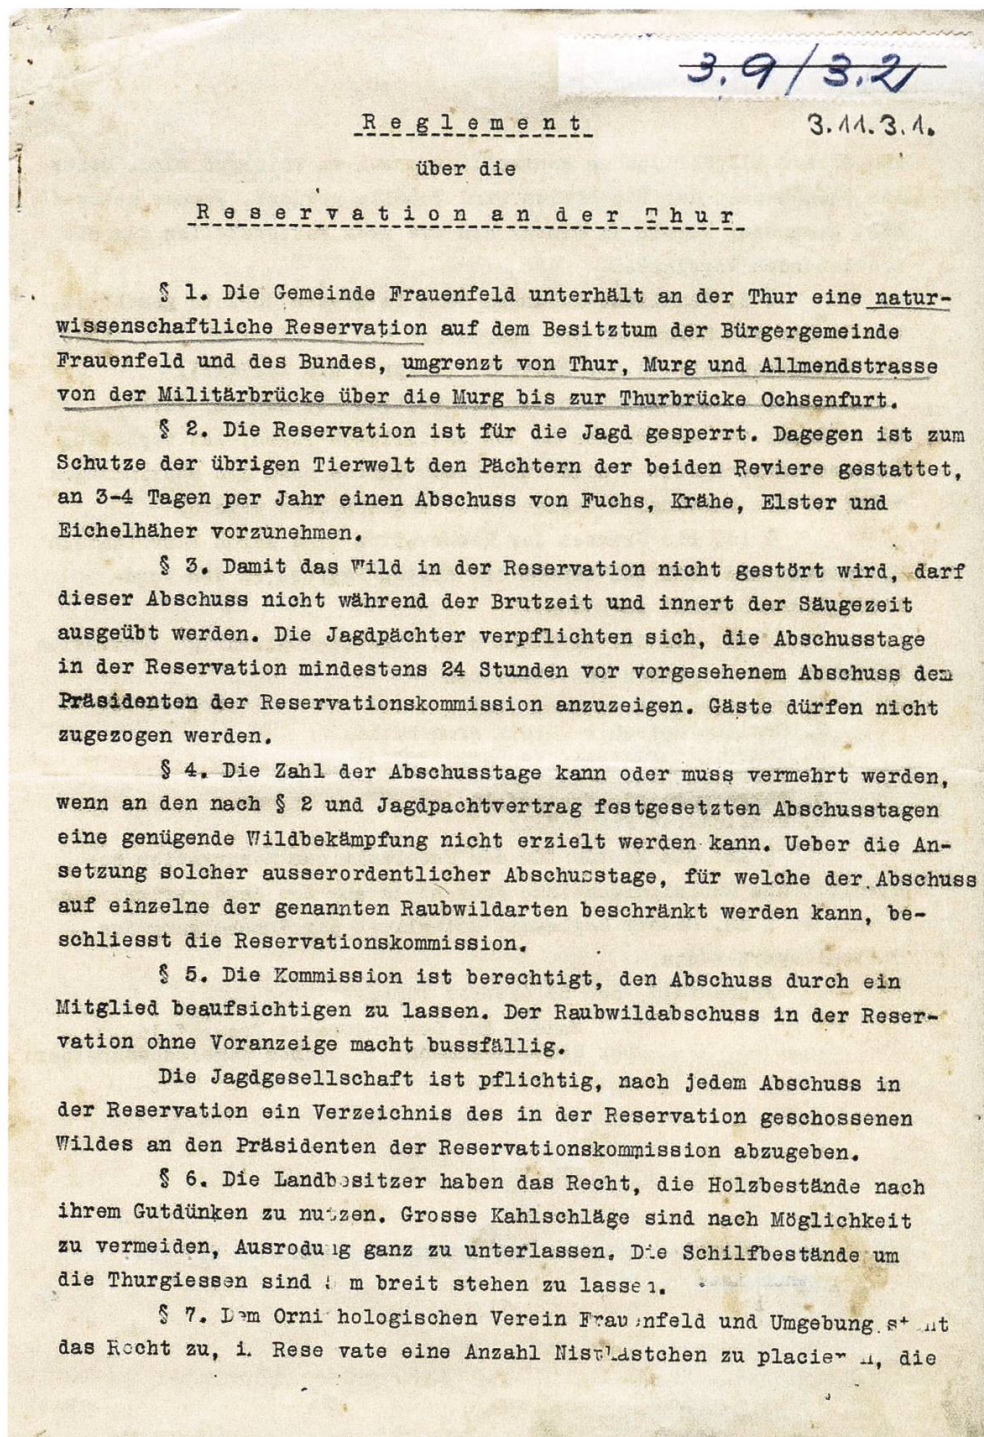 3.9/3.2
3.11.3.1.
Reglement
über die
Reservation an der Thur
§ 1. Die Gemeinde Frauenfeld unterhält an der Thur eine natur-
wissenschaftliche Reservation auf dem Besitztum der Bürgergemeinde
Frauenfeld und des Bundes, umgrenzt von Thur, Murg und Allmendstrasse
von der Militärbrücke über die Murg bis zur Thurbrücke Ochsenfurt.
§ 2. Die Reservation ist für die Jagd gesperrt. Dagegen ist zum
Schutze der übrigen Tierwelt den Pächtern der beiden Reviere gestattet,
an 3-4 Tagen per Jahr einen Abschuss von Fuchs, Krähe, Elster und
Eichelhäher vorzunehmen.
§ 3. Damit das Wild in der Reservation nicht gestört wird, darf
dieser Abschuss nicht während der Brutzeit und innert der Säugezeit
ausgeübt werden. Die Jagdpächter verpflichten sich, die Abschusstage
in der Reservation mindestens 24 Stunden vor vorgesehenem Abschuss dem
Präsidenten der Reservationskommission anzuzeigen. Gäste dürfen nicht
zugezogen werden.
§ 4. Die Zahl der Abschusstage kann oder muss vermehrt werden,
wenn an den nach § 2 und Jagdpachtvertrag festgesetzten Abschusstagen
eine genügende Wildbekämpfung nicht erzielt werden kann. Ueber die An-
setzung solcher ausserordentlicher Abschusstage, für welche der Abschuss
auf einzelne der genannten Raubwildarten beschränkt werden kann, be-
schliesst die Reservationskommission.
§ 5. Die Kommission ist berechtigt, den Abschuss durch ein
Mitglied beaufsichtigen zu lassen. Der Raubwildabschuss in der Reser-
vation ohne Voranzeige macht bussfällig.
Die Jagdgesellschaft ist pflichtig, nach jedem Abschuss in
der Reservation ein Verzeichnis des in der Reservation geschossenen
Wildes an den Präsidenten der Reservationskommission abzugeben.
§ 6. Die Landbesitzer haben das Recht, die Holzbestände nach
ihrem Gutdünken zu nutzen. Grosse Kahlschläge sind nach Möglichkeit
zu vermeiden, Ausrodung ganz zu unterlassen. Die Schilfbestände um
die Thurgiessen sind m breit stehen zu lassen.
§ 7. Dem Ornithologischen Verein Frauenfeld und Umgebung steht
das Recht zu, Reservate eine Anzahl Nistkästchen zu placieren, die